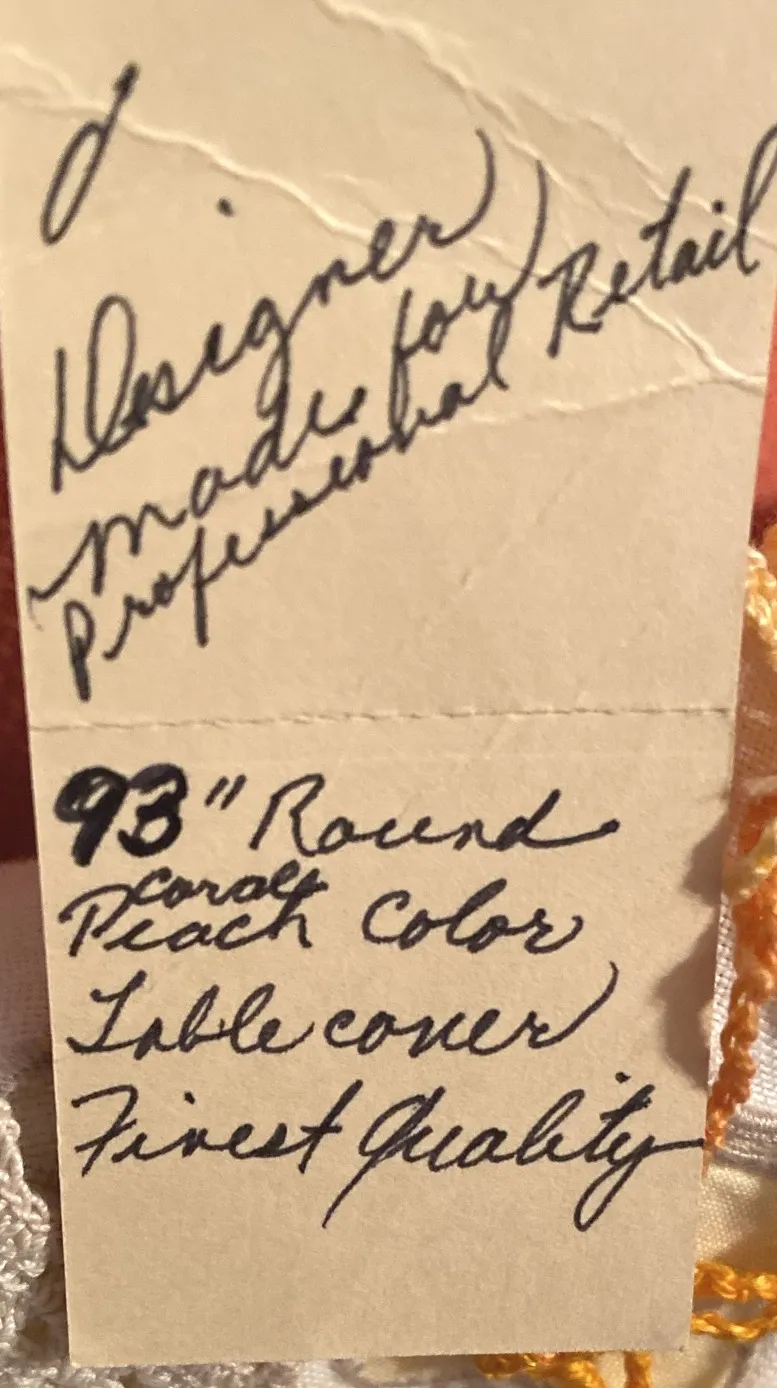 Designer
made for
Professional Retail
93" Round
coral
Peach Color
Table cover
Finest Quality